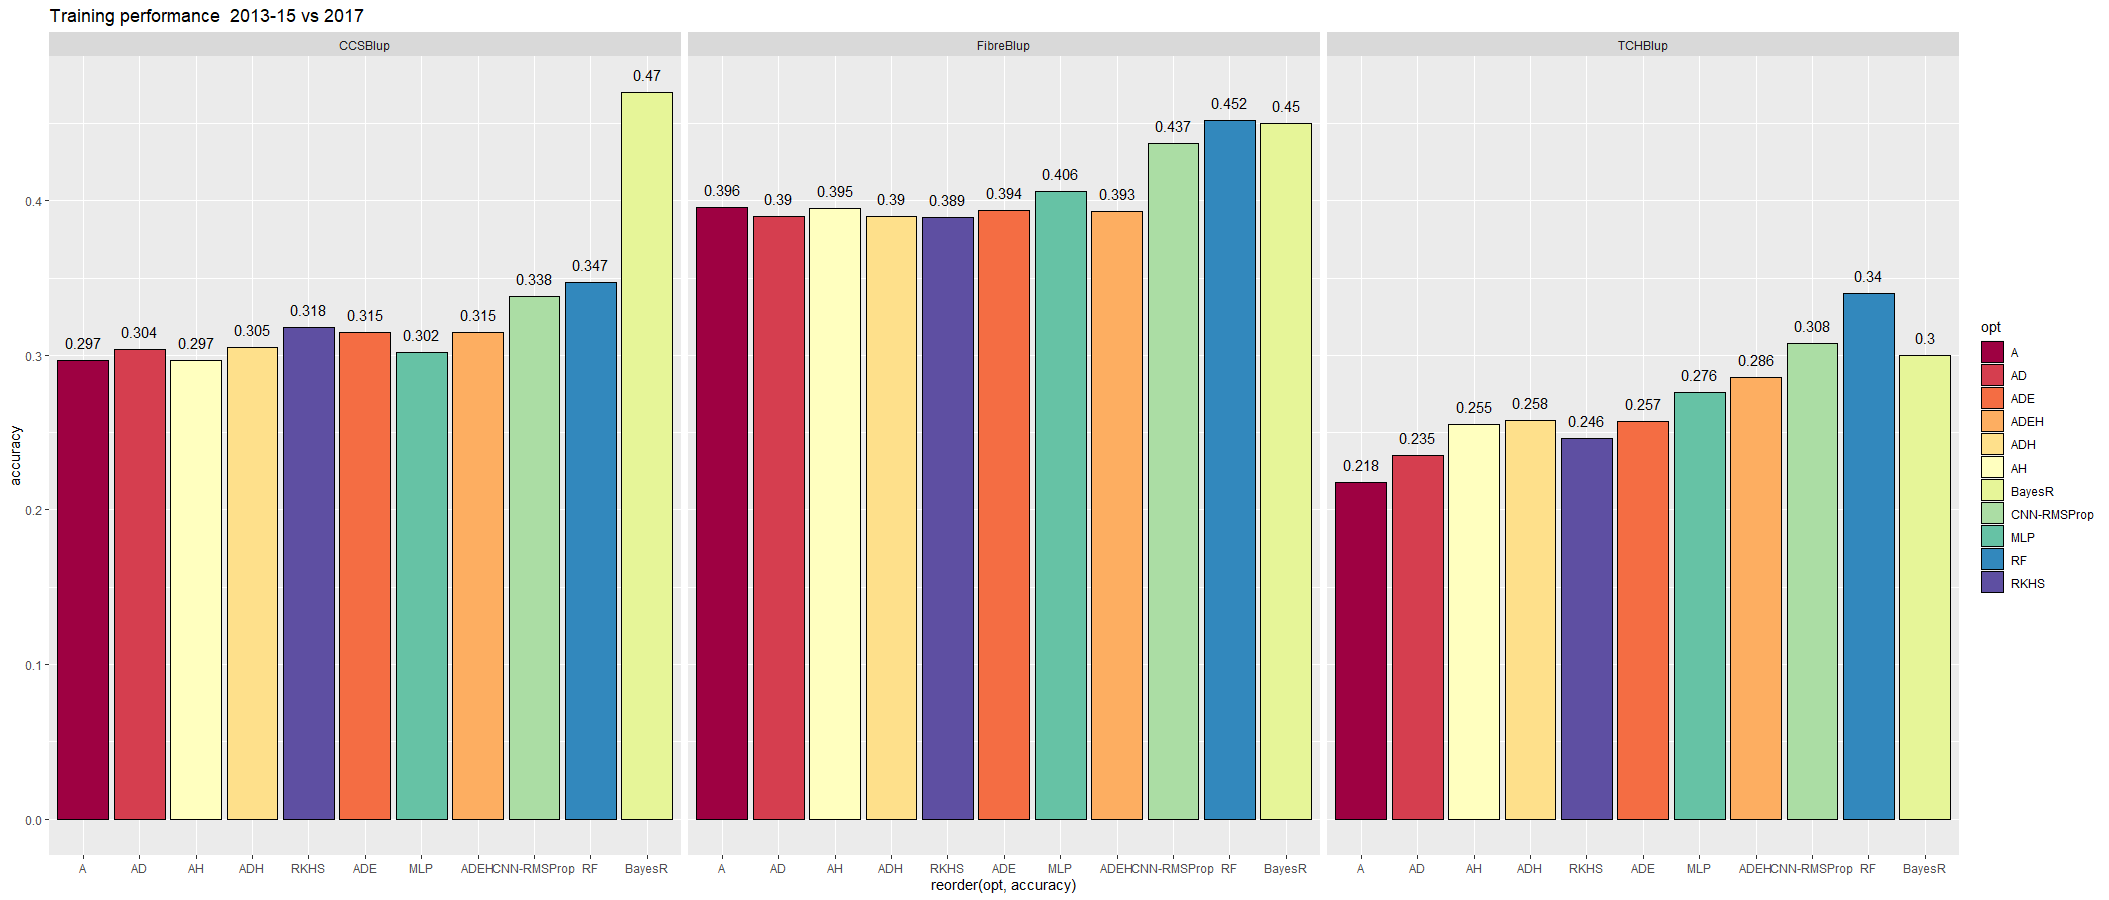 Training performance  2013-15 vs 2017
CCSBlup
FibreBlup
TCHBlup
accuracy
0.4
0.3
0.2
0.1
0.0
0.297
0.304
0.297
0.305
0.318
0.315
0.302
0.315
0.338
0.347
0.47
A
AD
AH
ADH
RKHS
ADE
MLP
ADEH
CNN-RMSProp
RF
BayesR
0.396
0.39
0.395
0.39
0.389
0.394
0.406
0.393
0.437
0.452
0.45
A
AD
AH
ADH
RKHS
ADE
MLP
ADEH
CNN-RMSProp
RF
BayesR
0.218
0.235
0.255
0.258
0.246
0.257
0.276
0.286
0.308
0.34
0.3
A
AD
AH
ADH
RKHS
ADE
MLP
ADEH
CNN-RMSProp
RF
BayesR
reorder(opt, accuracy)
opt
A
AD
ADE
ADEH
ADH
AH
BayesR
CNN-RMSProp
MLP
RF
RKHS